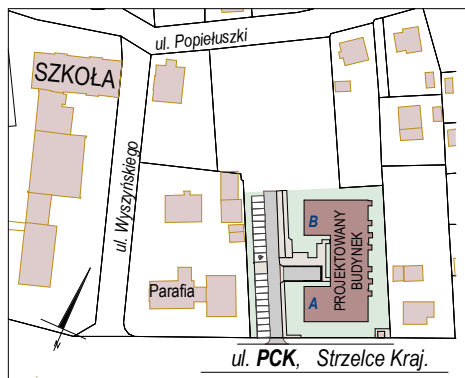 ul. Popiełuszki
SZKOŁA
ul. Wyszyńskiego
B
PROJEKTOWANY
BUDYNEK
A
Parafia
N
ul. PCK, Strzelce Kraj.